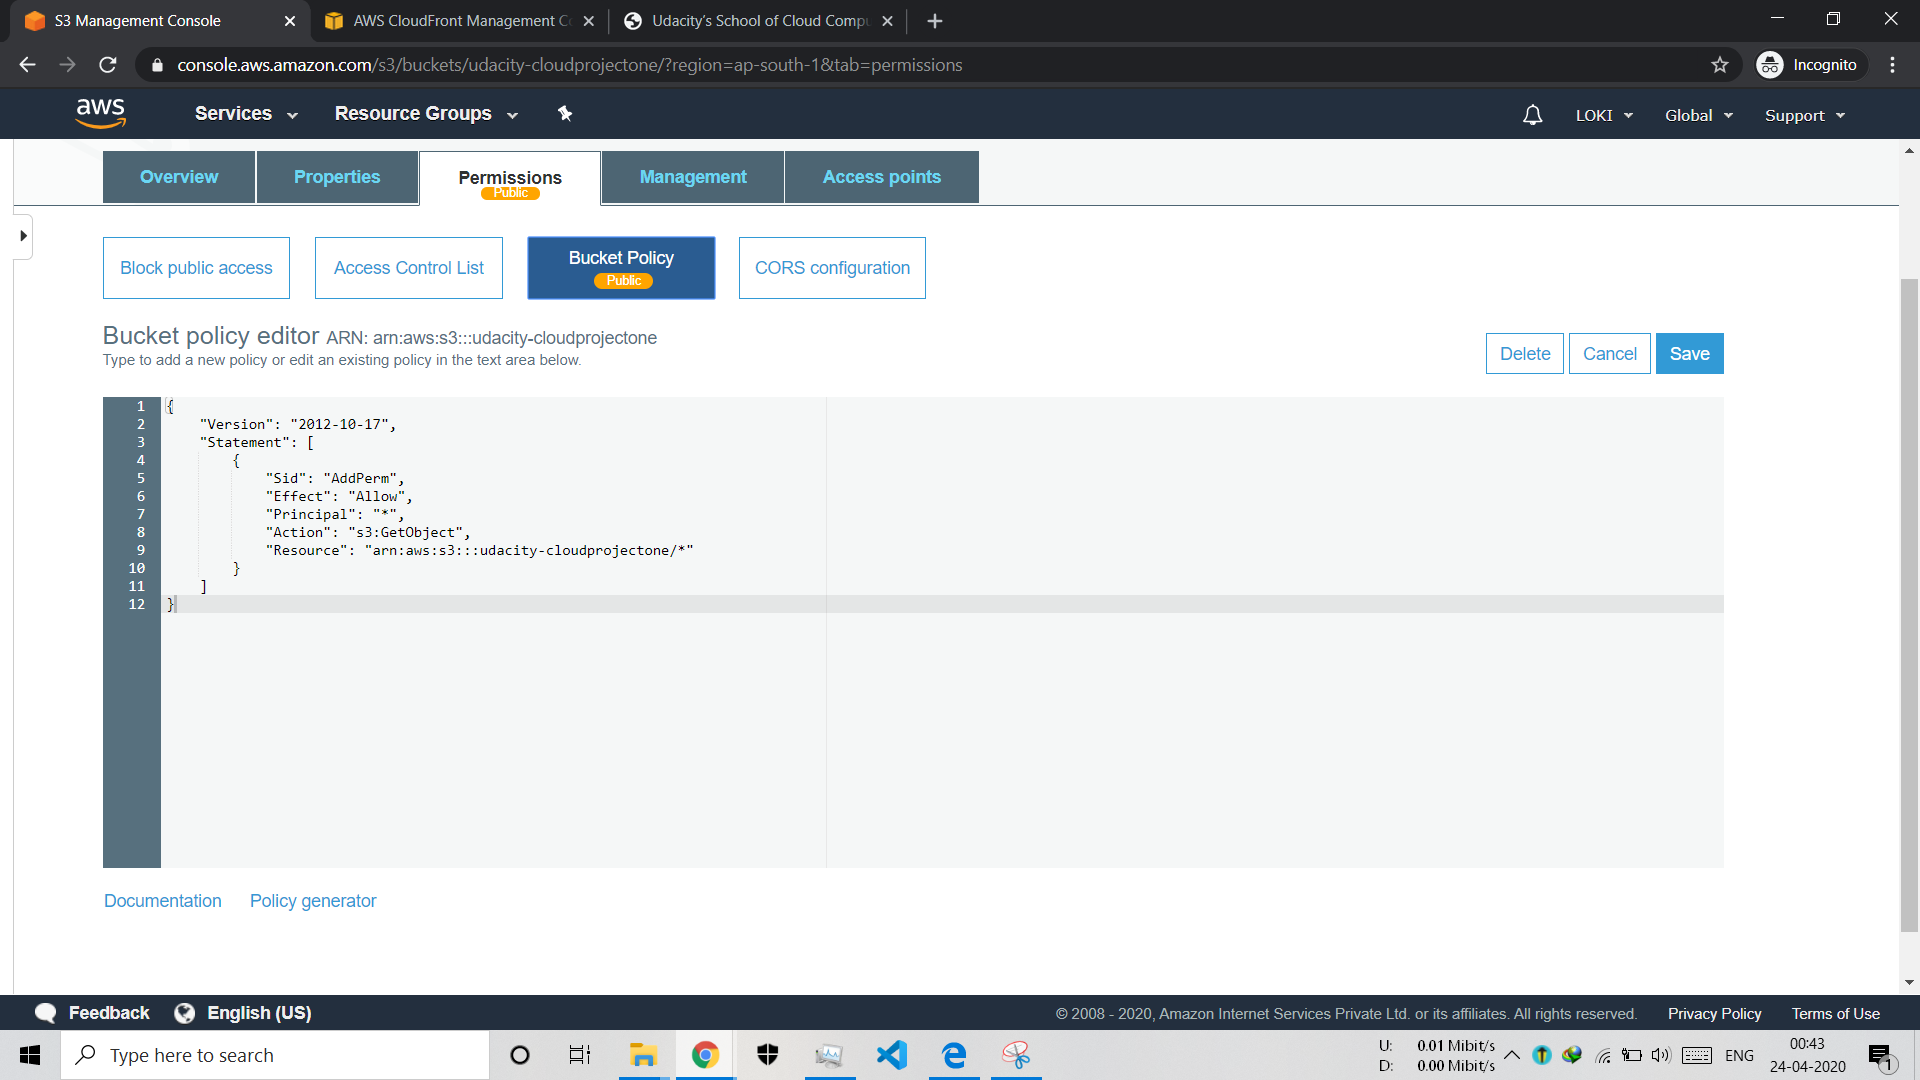 S3 Management Console
AWS CloudFront Management C
Udacity's School of Cloud Compu
console.aws.amazon.com/s3/buckets/udacity-cloudprojectone/?region=ap-south-1&tab=permissions
Incognito
aws
Services
Resource Groups
LOKI
Global
Support
Overview
Properties
Permissions
Public
Management
Access points
Block public access
Access Control List
Bucket Policy
Public
CORS configuration
Bucket policy editor ARN: arn:aws:s3:::udacity-cloudprojectone
Type to add a new policy or edit an existing policy in the text area below.
Delete
Cancel
Save
1 {
2 "Version": "2012-10-17",
3 "Statement": [
4 {
5 "Sid": "AddPerm",
6 "Effect": "Allow",
7 "Principal": "*",
8 "Action": "s3:GetObject",
9 "Resource": "arn:aws:s3:::udacity-cloudprojectone/*"
10 }
11 ]
12 }
Documentation
Policy generator
Feedback
English (US)
© 2008 - 2020, Amazon Internet Services Private Ltd. or its affiliates. All rights reserved.
Privacy Policy
Terms of Use
Type here to search
U: 0.01 Mibit/s
D: 0.00 Mibit/s
ENG
00:43
24-04-2020
1